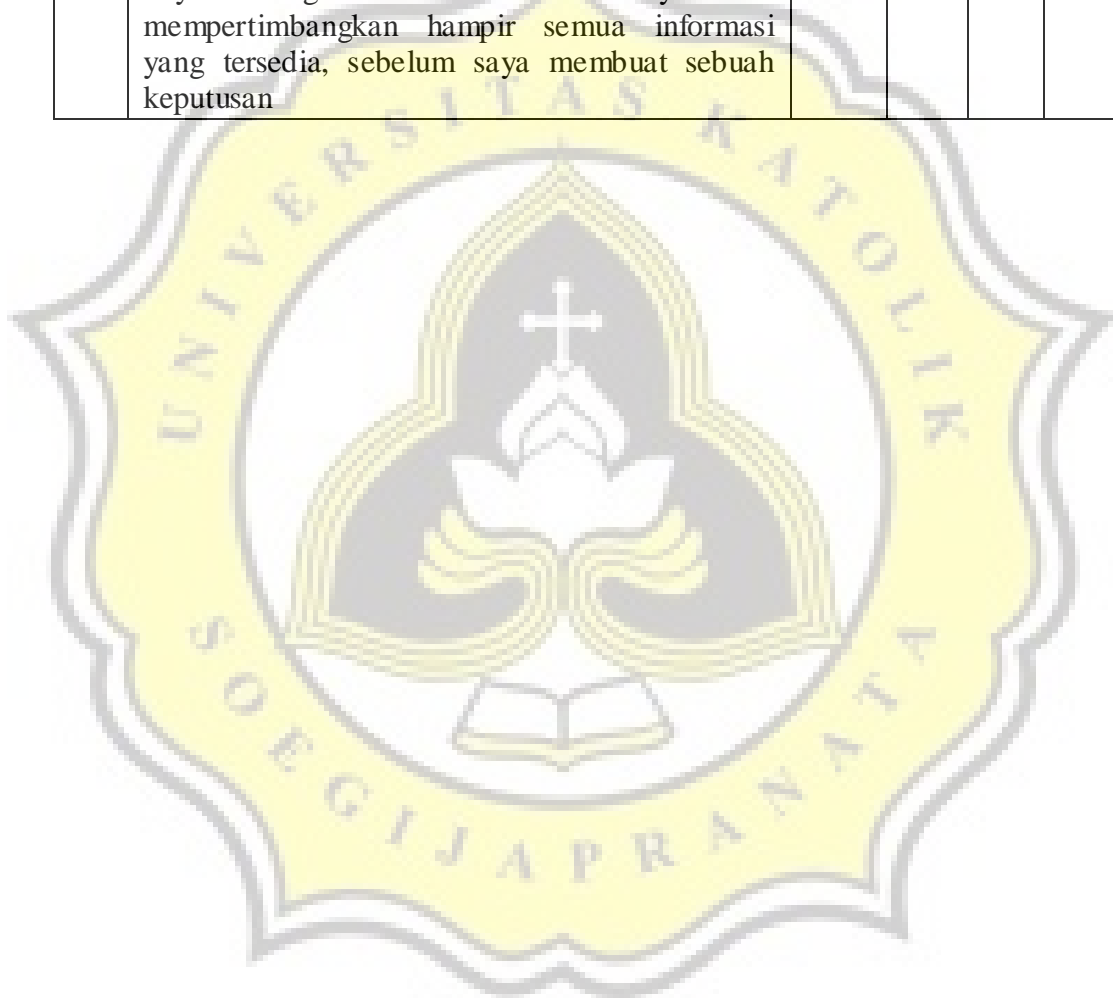 mempertimbangkan hampir semua informasi
yang tersedia, sebelum saya membuat sebuah
keputusan
UNIVERSITAS KATOLIK
SOEGIJAPRANATA